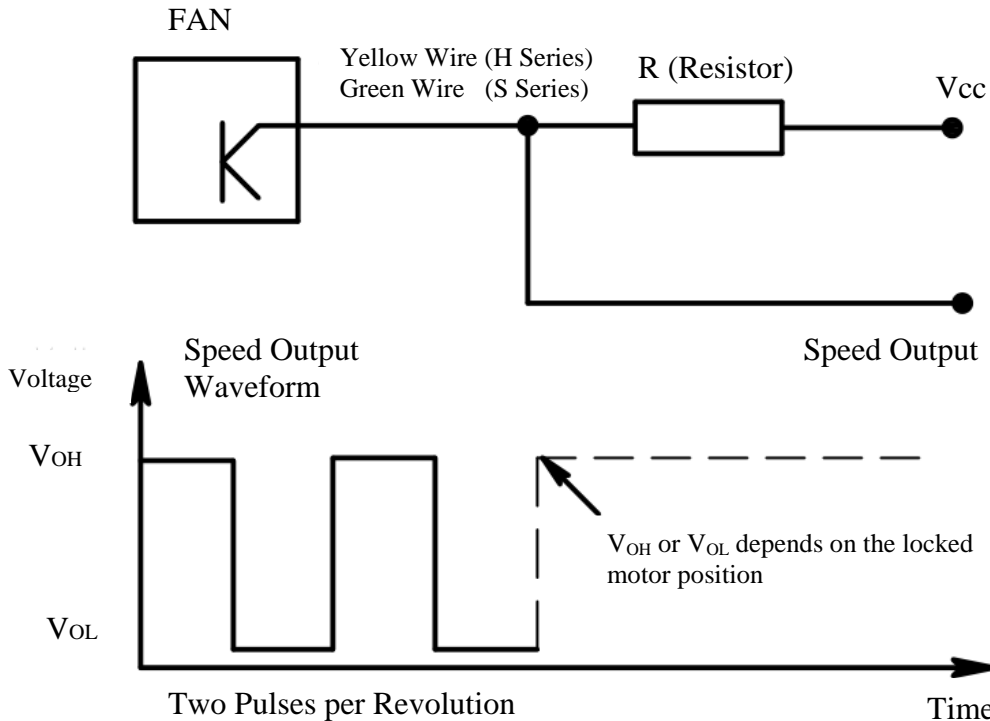 FAN
Yellow Wire (H Series)
Green Wire (S Series)
R (Resistor)
Vcc
Speed Output
Speed Output
Waveform
Voltage
VOH
VOL
VOH or VOL depends on the locked
motor position
Two Pulses per Revolution
Time